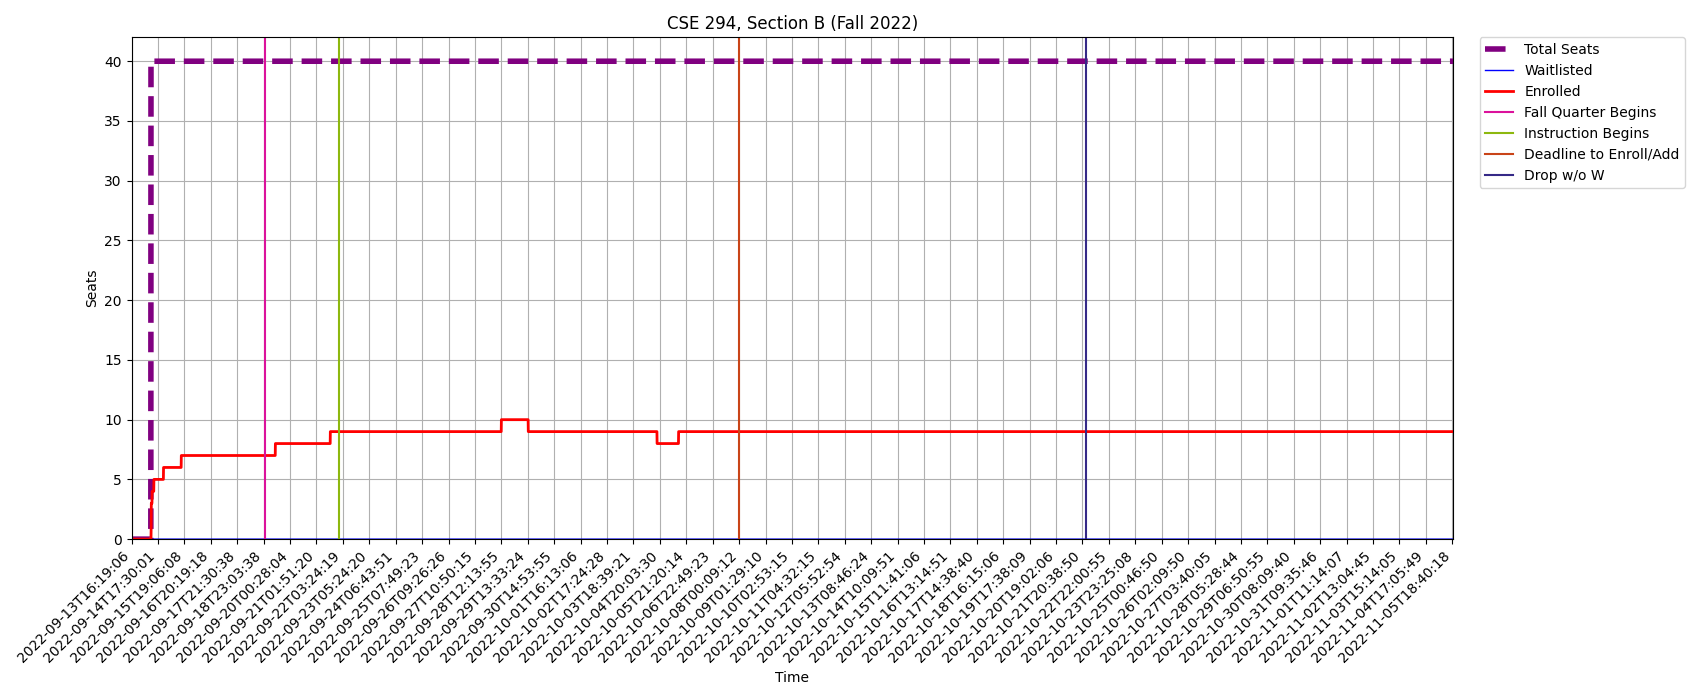 CSE 294, Section B (Fall 2022)
40
35
30
25
20
15
10
5
0
Seats
Total Seats
Waitlisted
Enrolled
Fall Quarter Begins
Instruction Begins
Deadline to Enroll/Add
Drop w/o W
2022-09-13T16:19:06
2022-09-14T17:30:01
2022-09-15T19:06:08
2022-09-16T20:19:18
2022-09-17T21:30:38
2022-09-18T23:03:38
2022-09-20T00:28:04
2022-09-21T01:51:20
2022-09-22T03:24:19
2022-09-23T05:24:20
2022-09-24T06:43:51
2022-09-25T07:49:23
2022-09-26T09:26:26
2022-09-27T10:50:15
2022-09-28T12:13:55
2022-09-29T13:33:24
2022-09-30T14:53:55
2022-10-01T16:13:06
2022-10-02T17:24:28
2022-10-03T18:39:21
2022-10-04T20:03:30
2022-10-05T21:20:14
2022-10-06T22:49:23
2022-10-08T00:09:12
2022-10-09T01:29:10
2022-10-10T02:53:15
2022-10-11T04:32:15
2022-10-12T05:52:54
2022-10-13T08:46:24
2022-10-14T10:09:51
2022-10-15T11:41:06
2022-10-16T13:14:51
2022-10-17T14:38:40
2022-10-18T16:15:06
2022-10-19T17:38:09
2022-10-20T19:02:06
2022-10-21T20:38:50
2022-10-22T22:00:55
2022-10-23T23:25:08
2022-10-25T00:46:50
2022-10-26T02:09:50
2022-10-27T03:40:05
2022-10-28T05:28:44
2022-10-29T06:50:55
2022-10-30T08:09:40
2022-10-31T09:35:46
2022-11-01T11:14:07
2022-11-02T13:04:45
2022-11-03T15:14:05
2022-11-04T17:05:49
2022-11-05T18:40:18
Time